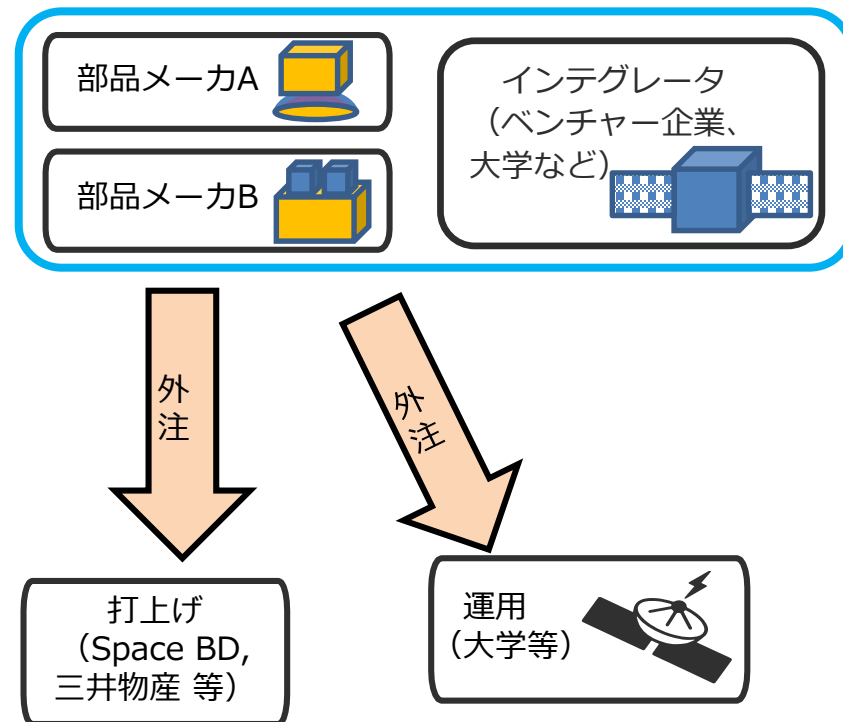 部品メーカA
部品メーカB
インテグレータ
（ベンチャー企業、
大学など）
外
注
外
注
打上げ
（Space BD,
三井物産 等）
運用
（大学等）